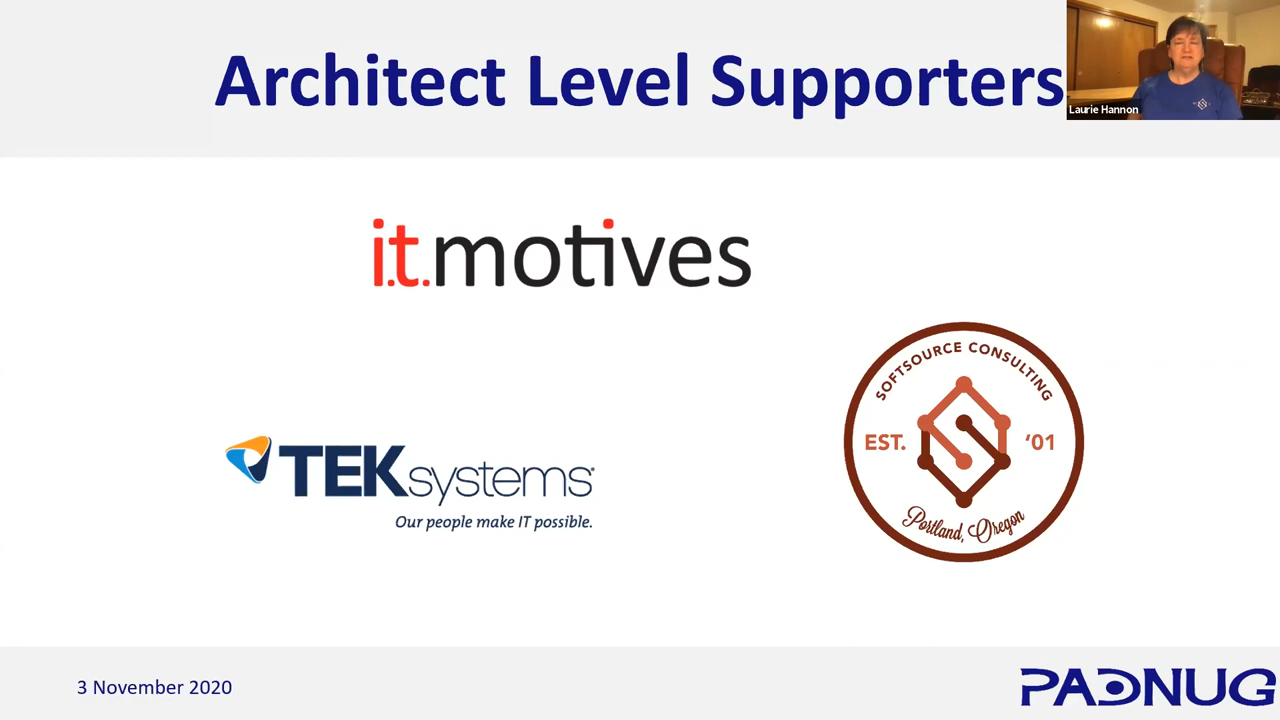 Architect Level Supporters
Laurie Hannon
i.t.motives
SOFTSOURCE CONSULTING
EST. '01
Portland, Oregon
TEKsystems
Our people make IT possible.
3 November 2020
PADNUG